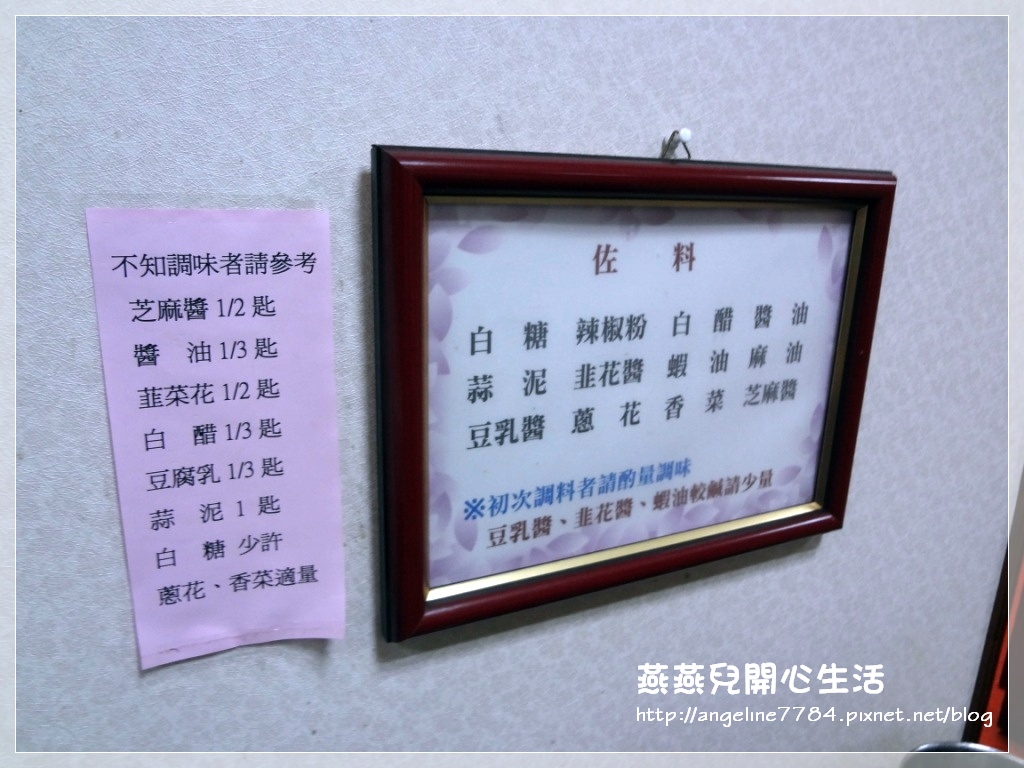 不知調味者請參考
芝麻醬 1/2 匙
醬 油 1/3 匙
韮菜花 1/2 匙
白 醋 1/3 匙
豆腐乳 1/3 匙
蒜 泥 1 匙
白 糖 少許
蔥花、香菜適量
佐 料
白 糖 辣椒粉 白 醋 醬 油
蒜 泥 韭花醬 蝦 油 麻 油
豆乳醬 蔥 花 香 菜 芝麻醬
※初次調料者請酌量調味
豆乳醬、韭花醬、蝦油較鹹請少量
燕燕兒開心生活
http://angeline7784.pixnet.net/blog